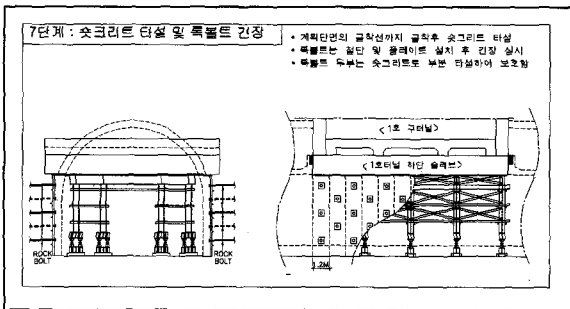 7단계 : 숏크리트 타설 및 록볼트 긴장
• 계획단면의 굴착선까지 굴착후 숏크리트 타설
• 록볼트는 절단 및 플레이트 설치 후 긴장 실시
• 록볼트 두부는 숏크리트로 부분 타설하여 보호함
<1호 구터널>
<1호터널 하단 슬래브>
ROCK BOLT
ROCK BOLT
1.2M